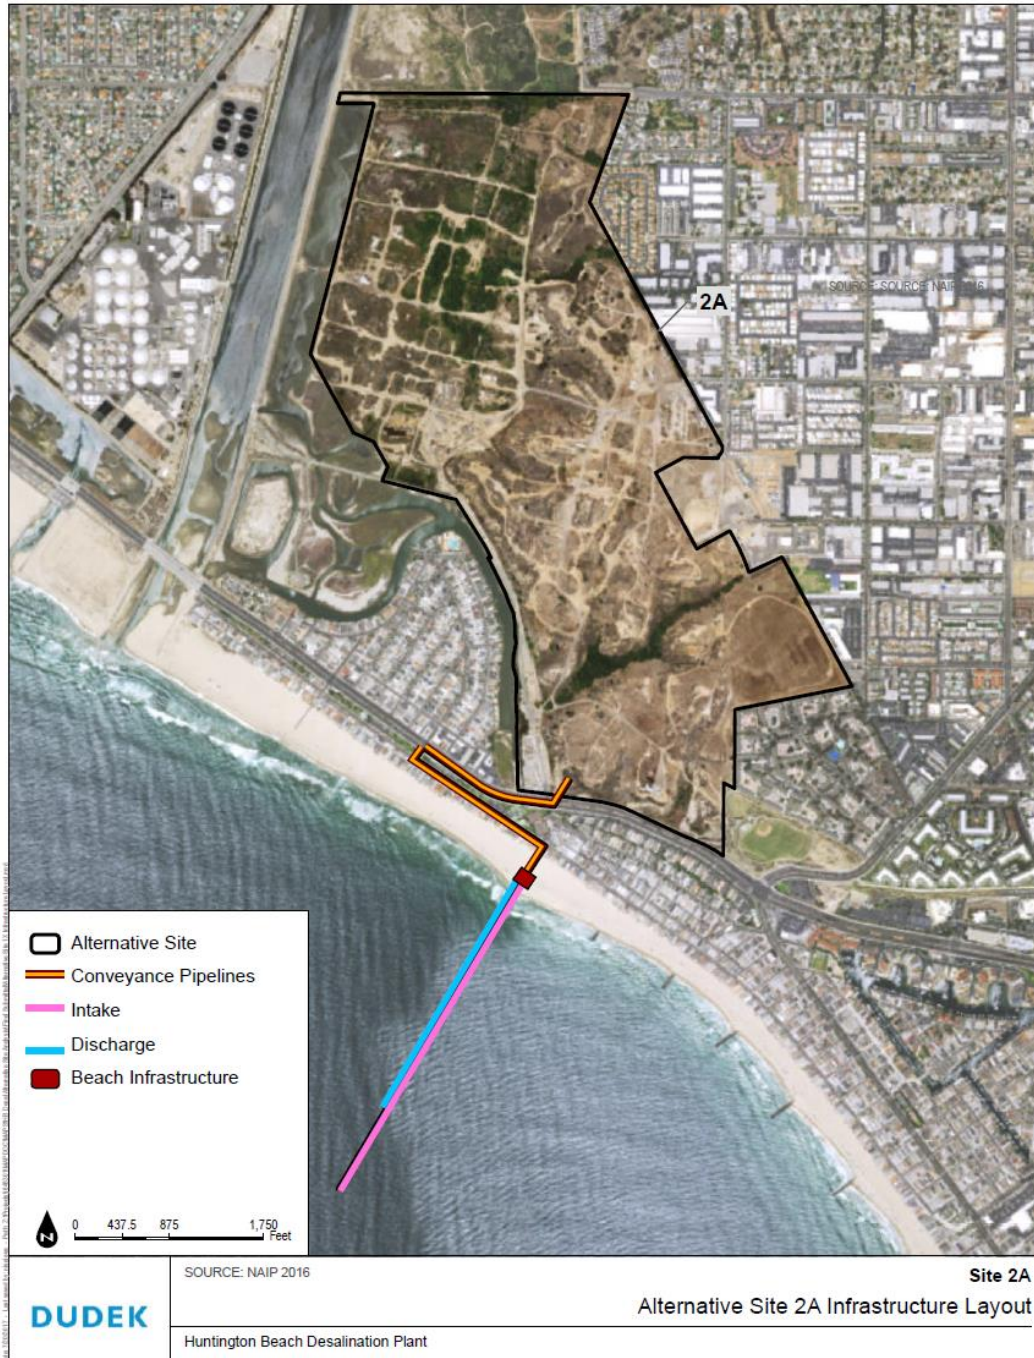 SOURCE: SOURCE: NAIP 2016
2A
Alternative Site
Conveyance Pipelines
Intake
Discharge
Beach Infrastructure
N
0 437.5 875 1,750
Feet
DUDEK
SOURCE: NAIP 2016
Site 2A
Alternative Site 2A Infrastructure Layout
Huntington Beach Desalination Plant